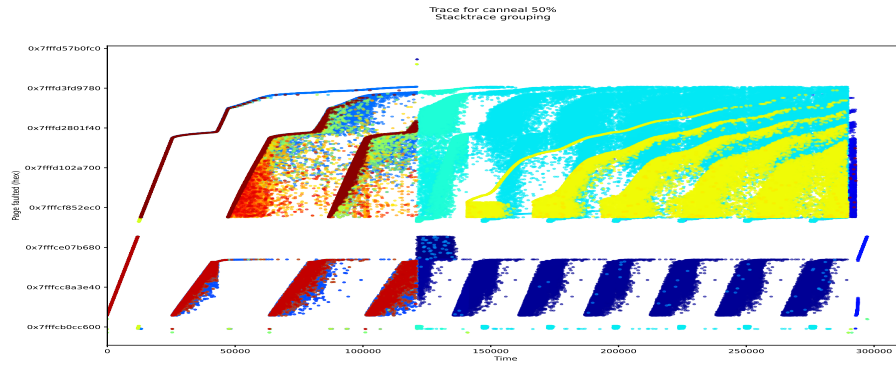 Trace for canneal 50%
Stacktrace grouping
0x7fffd57b0fc0
0x7fffd3fd9780
0x7fffd2801f40
0x7fffd102a700
0x7fffcf852ec0
0x7fffce07b680
0x7fffcc8a3e40
0x7fffcb0cc600
Page faulted (hex)
0 50000 100000 150000 200000 250000 300000
Time